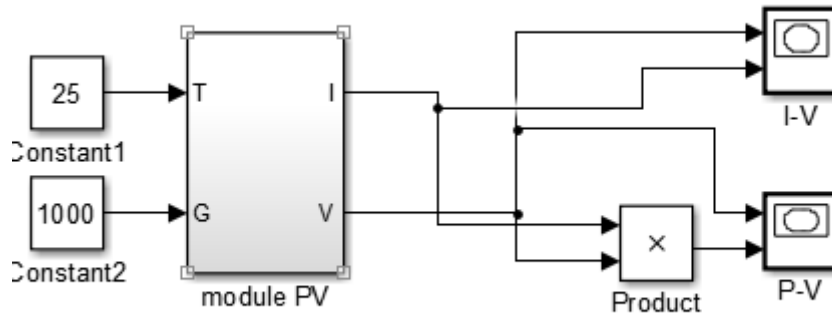 25
Constant1
1000
Constant2
T
G
I
V
module PV
×
Product
I-V
P-V